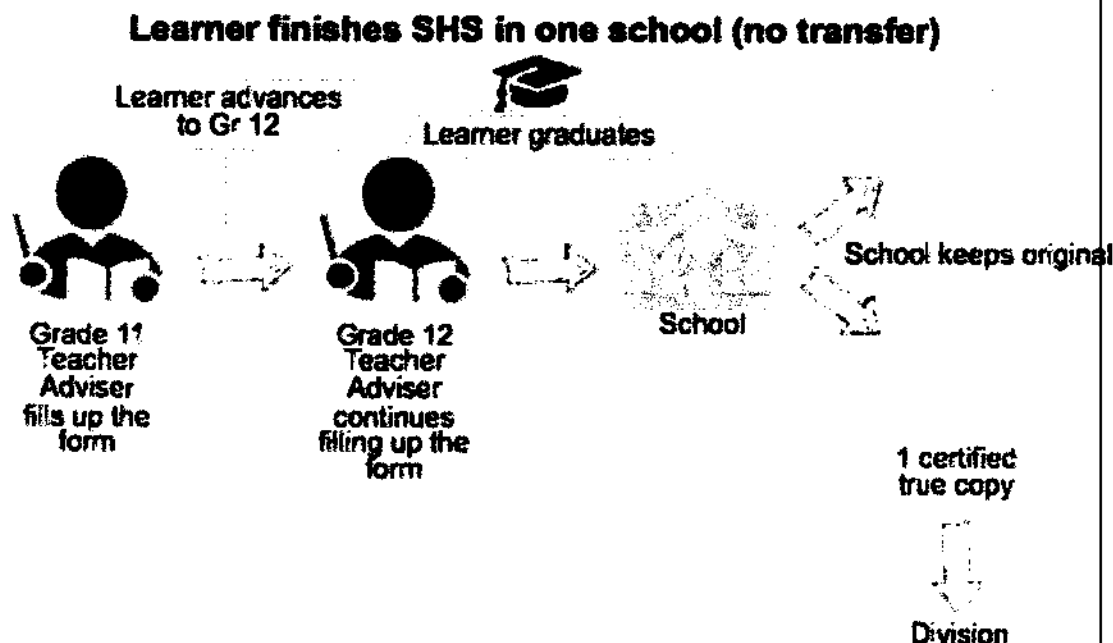 Learner finishes SHS in one school (no transfer)
Learner advances
to Gr 12
Learner graduates
Grade 11
Teacher
Adviser
fills up the
form
Grade 12
Teacher
Adviser
continues
filling up the
form
School
School keeps original
1 certified
true copy
Division